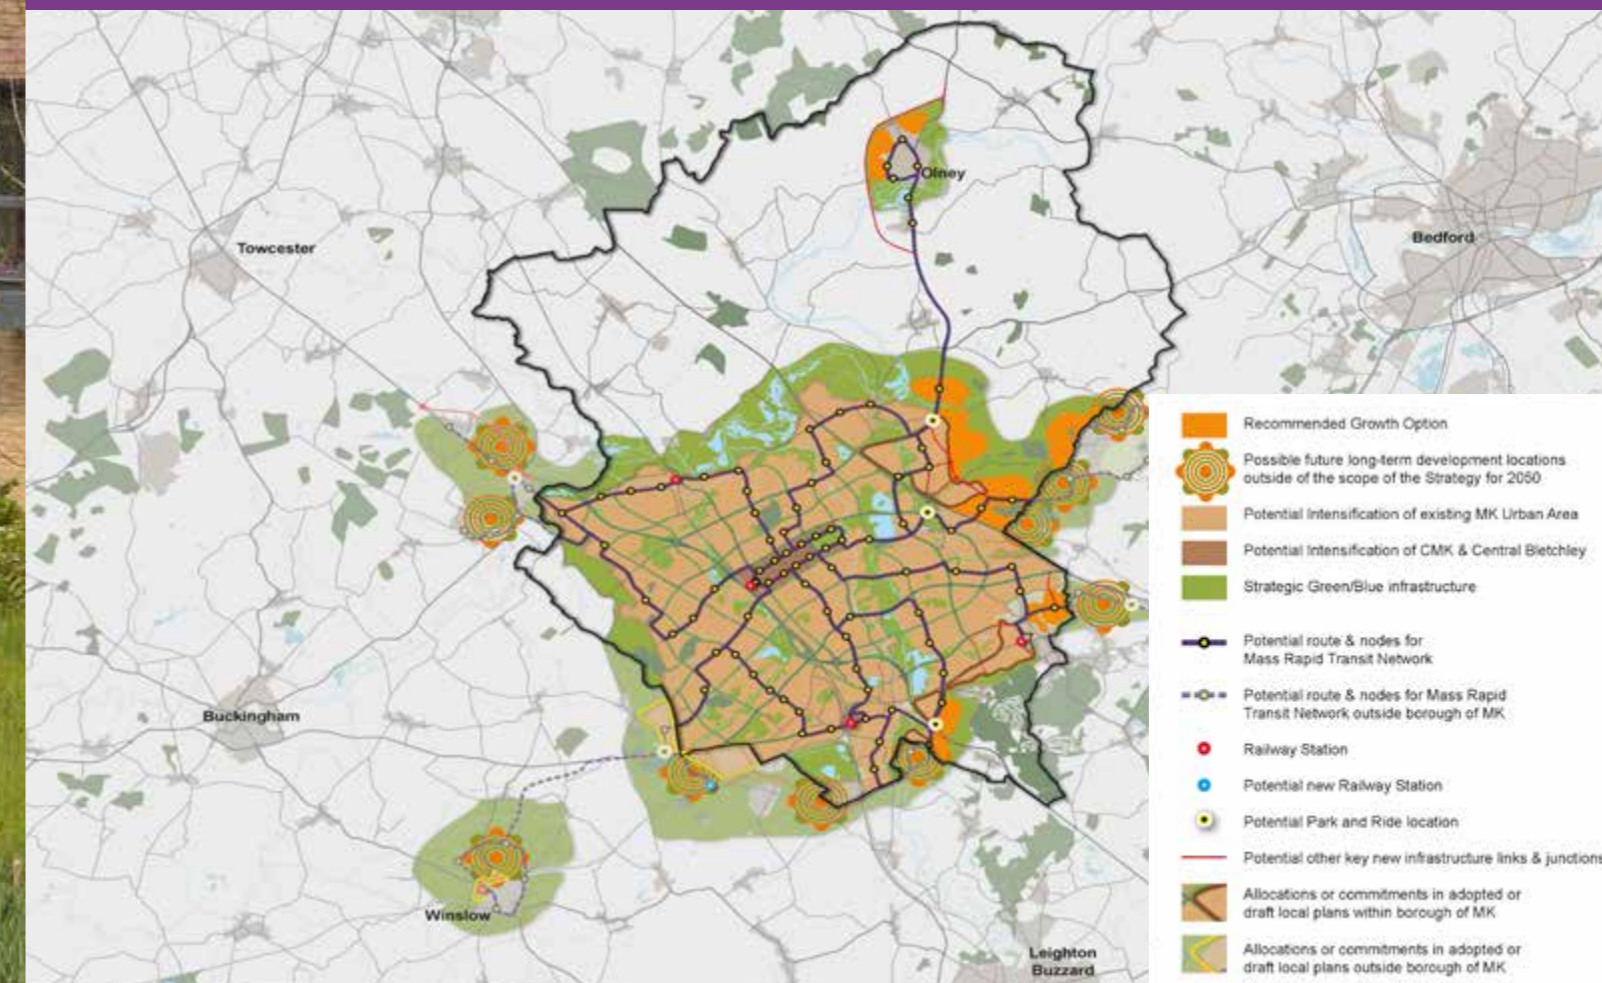 Olney
Towcester
Bedford
Buckingham
Winslow
Leighton
Buzzard
Recommended Growth Option
Possible future long-term development locations
outside of the scope of the Strategy for 2050
Potential Intensification of existing MK Urban Area
Potential Intensification of CMK & Central Bletchley
Strategic Green/Blue infrastructure
Potential route & nodes for
Mass Rapid Transit Network
Potential route & nodes for Mass Rapid
Transit Network outside borough of MK
Railway Station
Potential new Railway Station
Potential Park and Ride location
Potential other key new infrastructure links & junctions
Allocations or commitments in adopted or
draft local plans within borough of MK
Allocations or commitments in adopted or
draft local plans outside borough of MK